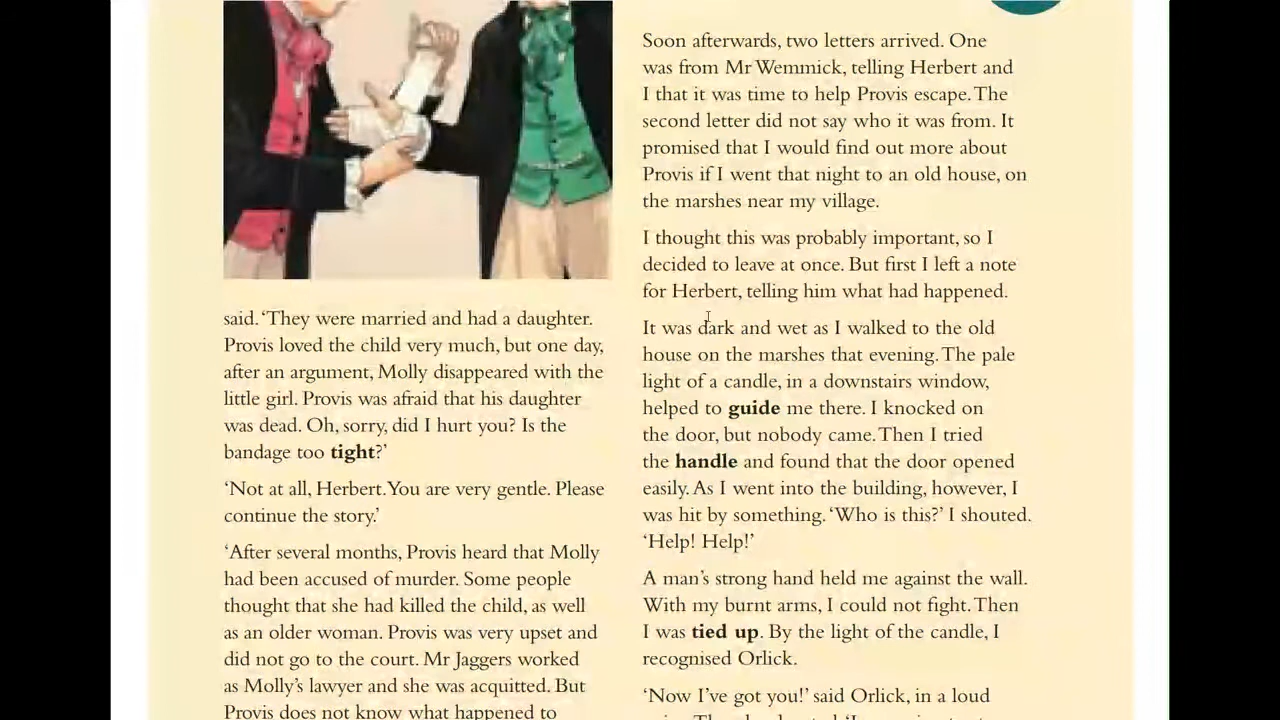 said. ‘They were married and had a daughter.
Provis loved the child very much, but one day,
after an argument, Molly disappeared with the
little girl. Provis was afraid that his daughter
was dead. Oh, sorry, did I hurt you? Is the
bandage too tight?’
‘Not at all, Herbert. You are very gentle. Please
continue the story.’
‘After several months, Provis heard that Molly
had been accused of murder. Some people
thought that she had killed the child, as well
as an older woman. Provis was very upset and
did not go to the court. Mr Jaggers worked
as Molly’s lawyer and she was acquitted. But
Provis does not know what happened to
Soon afterwards, two letters arrived. One
was from Mr Wemmick, telling Herbert and
I that it was time to help Provis escape. The
second letter did not say who it was from. It
promised that I would find out more about
Provis if I went that night to an old house, on
the marshes near my village.
I thought this was probably important, so I
decided to leave at once. But first I left a note
for Herbert, telling him what had happened.
It was dark and wet as I walked to the old
house on the marshes that evening. The pale
light of a candle, in a downstairs window,
helped to guide me there. I knocked on
the door, but nobody came. Then I tried
the handle and found that the door opened
easily. As I went into the building, however, I
was hit by something. ‘Who is this?’ I shouted.
‘Help! Help!’
A man’s strong hand held me against the wall.
With my burnt arms, I could not fight. Then
I was tied up. By the light of the candle, I
recognised Orlick.
‘Now I’ve got you!’ said Orlick, in a loud